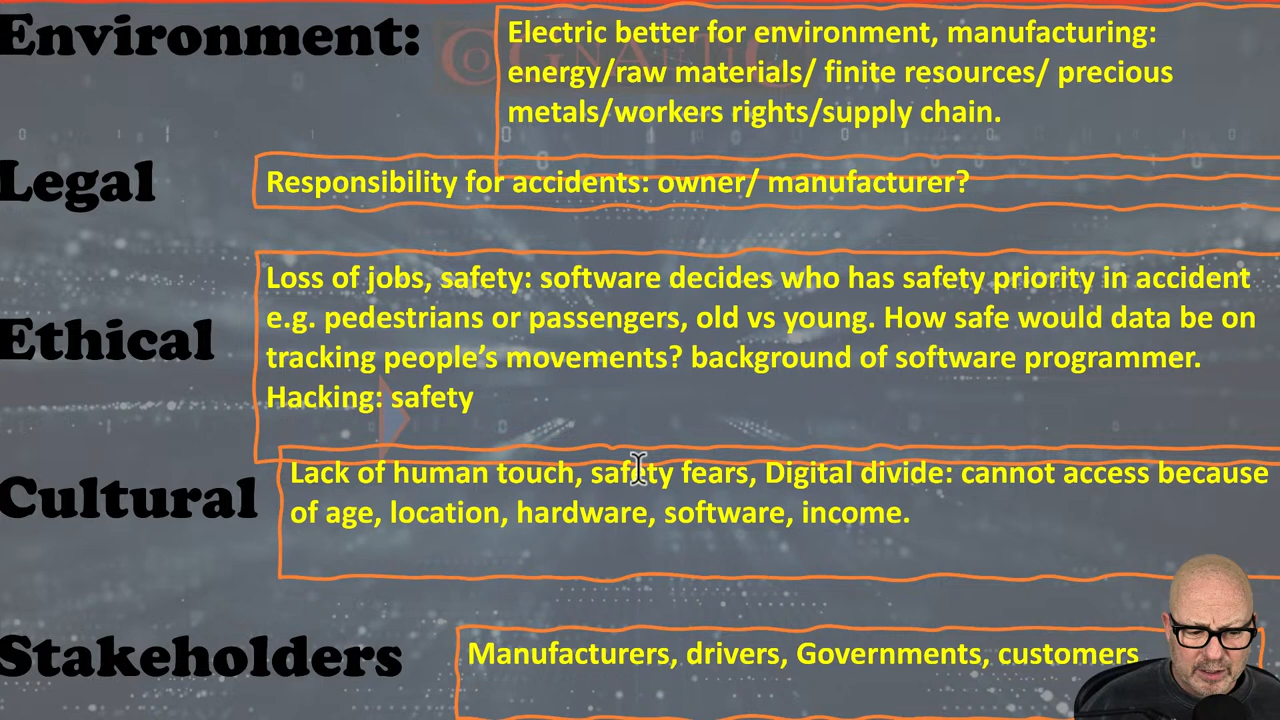 Environment:
Electric better for environment, manufacturing:
energy/raw materials/ finite resources/ precious
metals/workers rights/supply chain.
Legal
Responsibility for accidents: owner/ manufacturer?
Ethical
Loss of jobs, safety: software decides who has safety priority in accident
e.g. pedestrians or passengers, old vs young. How safe would data be on
tracking people’s movements? background of software programmer.
Hacking: safety
Cultural
Lack of human touch, safety fears, Digital divide: cannot access because
of age, location, hardware, software, income.
Stakeholders
Manufacturers, drivers, Governments, customers